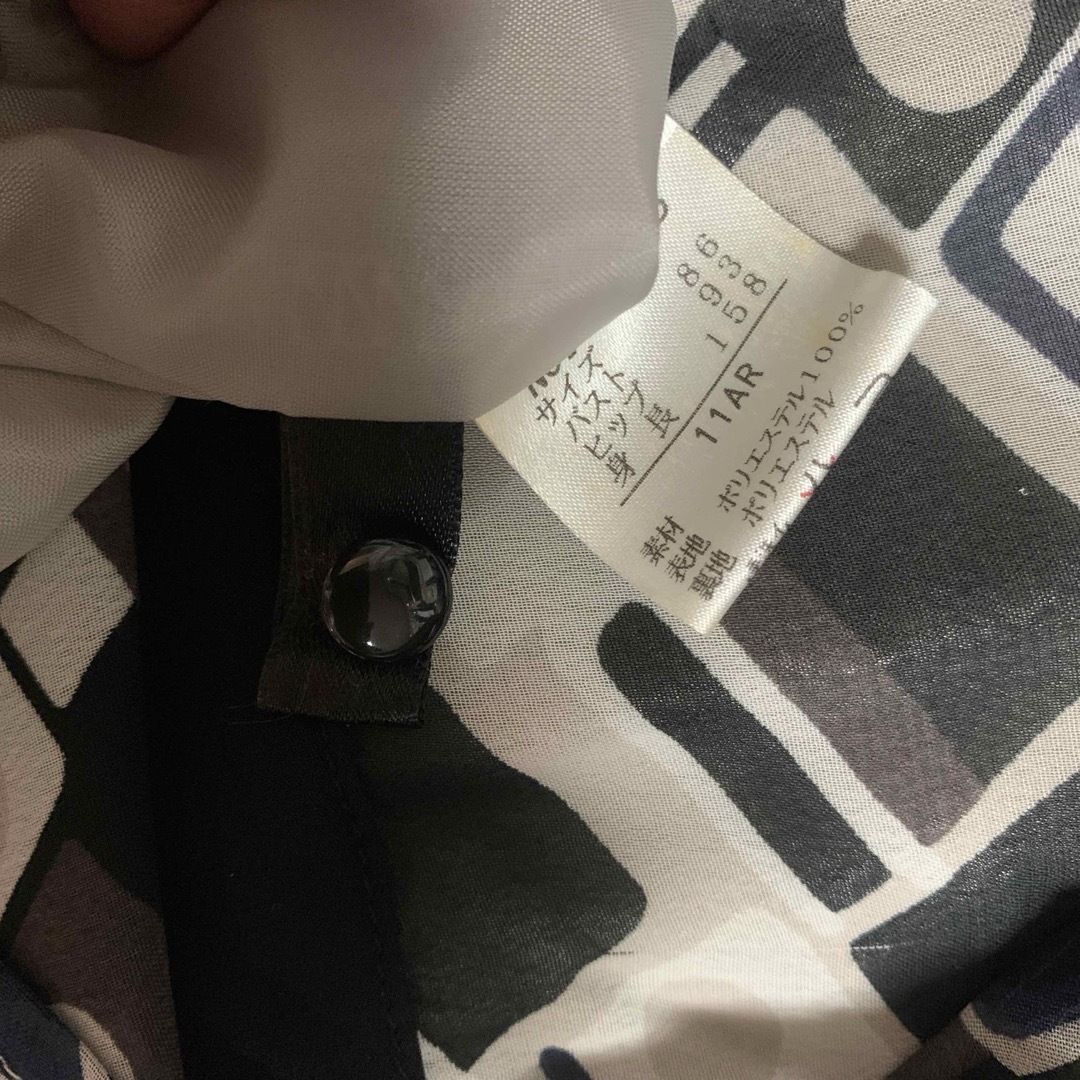 サイズ
バスト 86
ヒップ 93
身長 158
11AR
素材
表地 ポリエステル100%
裏地 ポリエステル